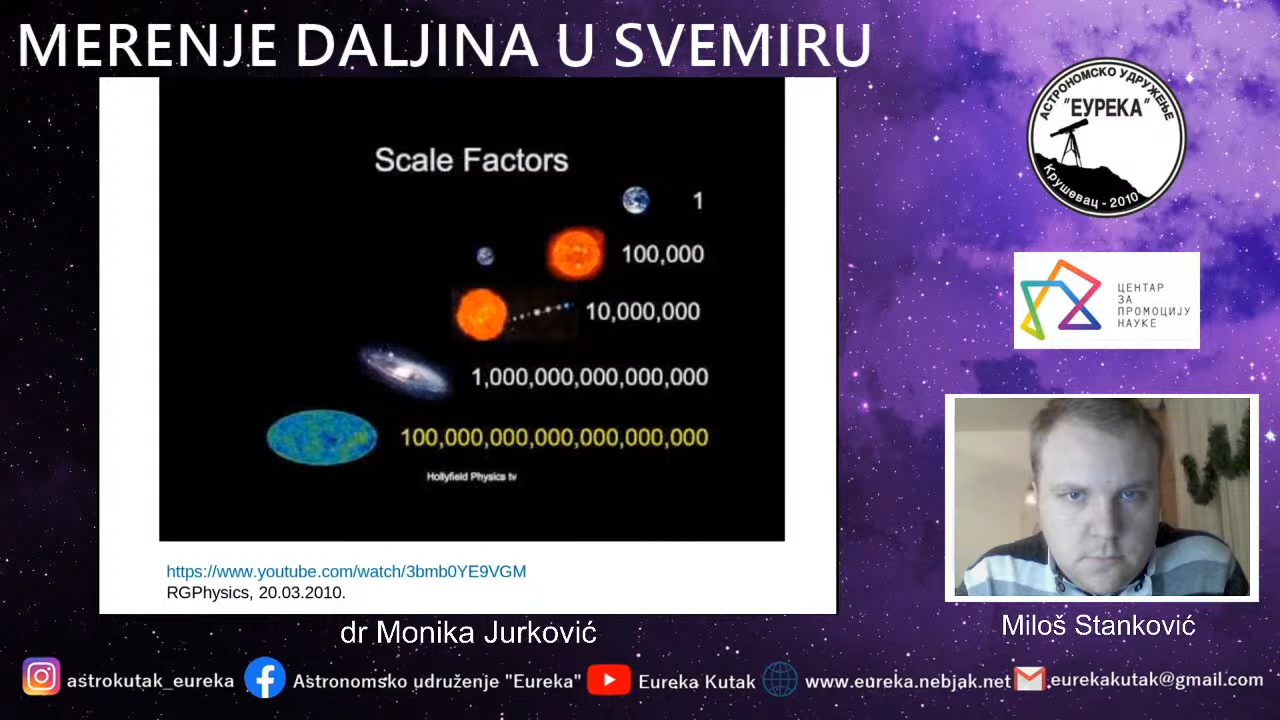 MERENJE DALJINA U SVEMIRU
Scale Factors
1
100,000
10,000,000
1,000,000,000,000,000
100,000,000,000,000,000,000
Hollyfield Physics tv
https://www.youtube.com/watch/3bmb0YE9VGM
RGPhysics, 20.03.2010.
dr Monika Jurković
АСТРОНОМСКО УДРУЖЕЊЕ
"ЕУРЕКА"
Крушевац - 2010
ЦЕНТАР
ЗА
ПРОМОЦИЈУ
НАУКЕ
Miloš Stanković
astrokutak_eureka
Astronomsko udruženje "Eureka"
Eureka Kutak
www.eureka.nebjak.net
eurekakutak@gmail.com